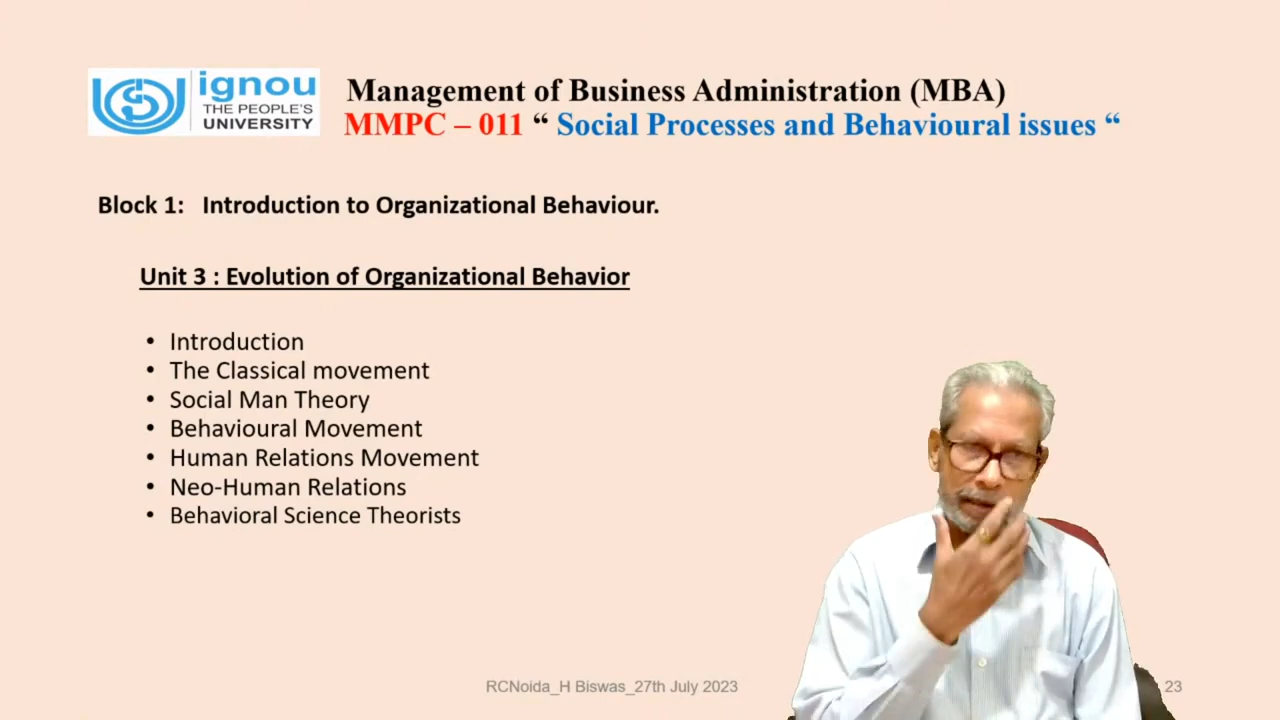 ignou
THE PEOPLE'S
UNIVERSITY
Management of Business Administration (MBA)
MMPC – 011 “ Social Processes and Behavioural issues “
Block 1: Introduction to Organizational Behaviour.
Unit 3 : Evolution of Organizational Behavior
• Introduction
• The Classical movement
• Social Man Theory
• Behavioural Movement
• Human Relations Movement
• Neo-Human Relations
• Behavioral Science Theorists
RCNoida_H Biswas_27th July 2023
23